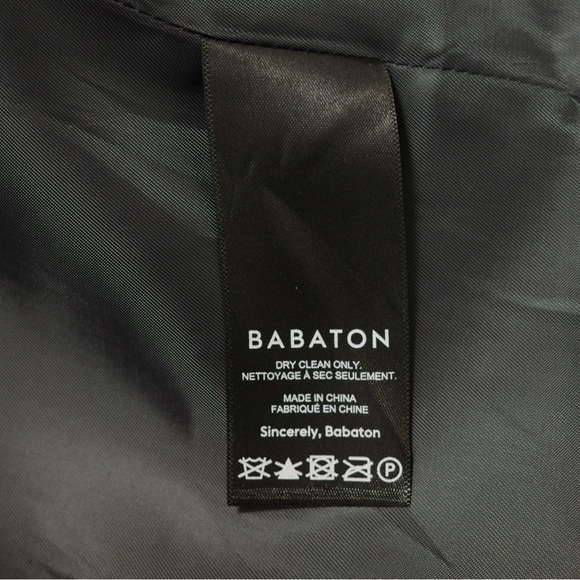 BABATON
DRY CLEAN ONLY.
NETTOYAGE À SEC SEULEMENT.
MADE IN CHINA
FABRIQUÉ EN CHINE
Sincerely, Babaton
P